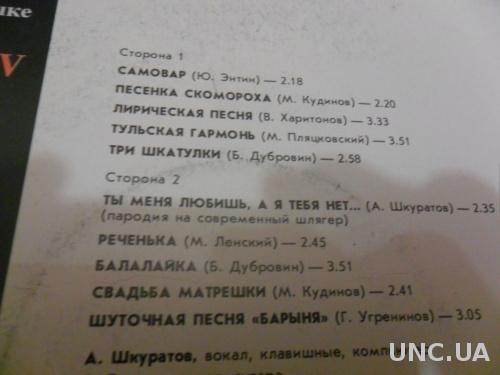 ке
V
Сторона 1
САМОВАР (Ю. Энтин) — 2.18
ПЕСЕНКА СКОМОРОХА (М. Кудинов) — 2.20
ЛИРИЧЕСКАЯ ПЕСНЯ (В. Харитонов) — 3.33
ТУЛЬСКАЯ ГАРМОНЬ (М. Пляцковский) — 3.51
ТРИ ШКАТУЛКИ (Б. Дубровин) — 2.58
Сторона 2
ТЫ МЕНЯ ЛЮБИШЬ, А Я ТЕБЯ НЕТ... (А. Шкуратов) — 2.35
(пародия на современный шлягер)
РЕЧЕНЬКА (М. Ленский) — 2.45
БАЛАЛАЙКА (Б. Дубровин) — 3.51
СВАДЬБА МАТРЕШКИ (М. Кудинов) — 2.41
ШУТОЧНАЯ ПЕСНЯ «БАРЫНЯ» (Г. Угренинов) — 3.05
А. Шкуратов, вокал, клавишные,
UNC.UA